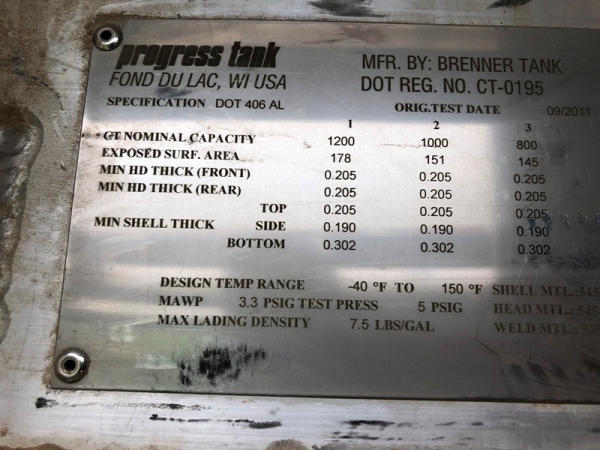 progress tank
FOND DU LAC, WI USA
MFR. BY: BRENNER TANK
DOT REG. NO. CT-0195
SPECIFICATION DOT 406 AL
ORIG.TEST DATE 09/2011
1 2 3
CT NOMINAL CAPACITY 1200 1000 800
EXPOSED SURF. AREA 178 151 145
MIN HD THICK (FRONT) 0.205 0.205 0.205
MIN HD THICK (REAR) 0.205 0.205 0.205
TOP 0.205 0.205 0.205
MIN SHELL THICK SIDE 0.190 0.190 0.190
BOTTOM 0.302 0.302 0.302
DESIGN TEMP RANGE -40 °F TO 150 °F SHELL MTL.:
MAWP 3.3 PSIG TEST PRESS 5 PSIG HEAD MTL.:
MAX LADING DENSITY 7.5 LBS/GAL WELD MTL.: